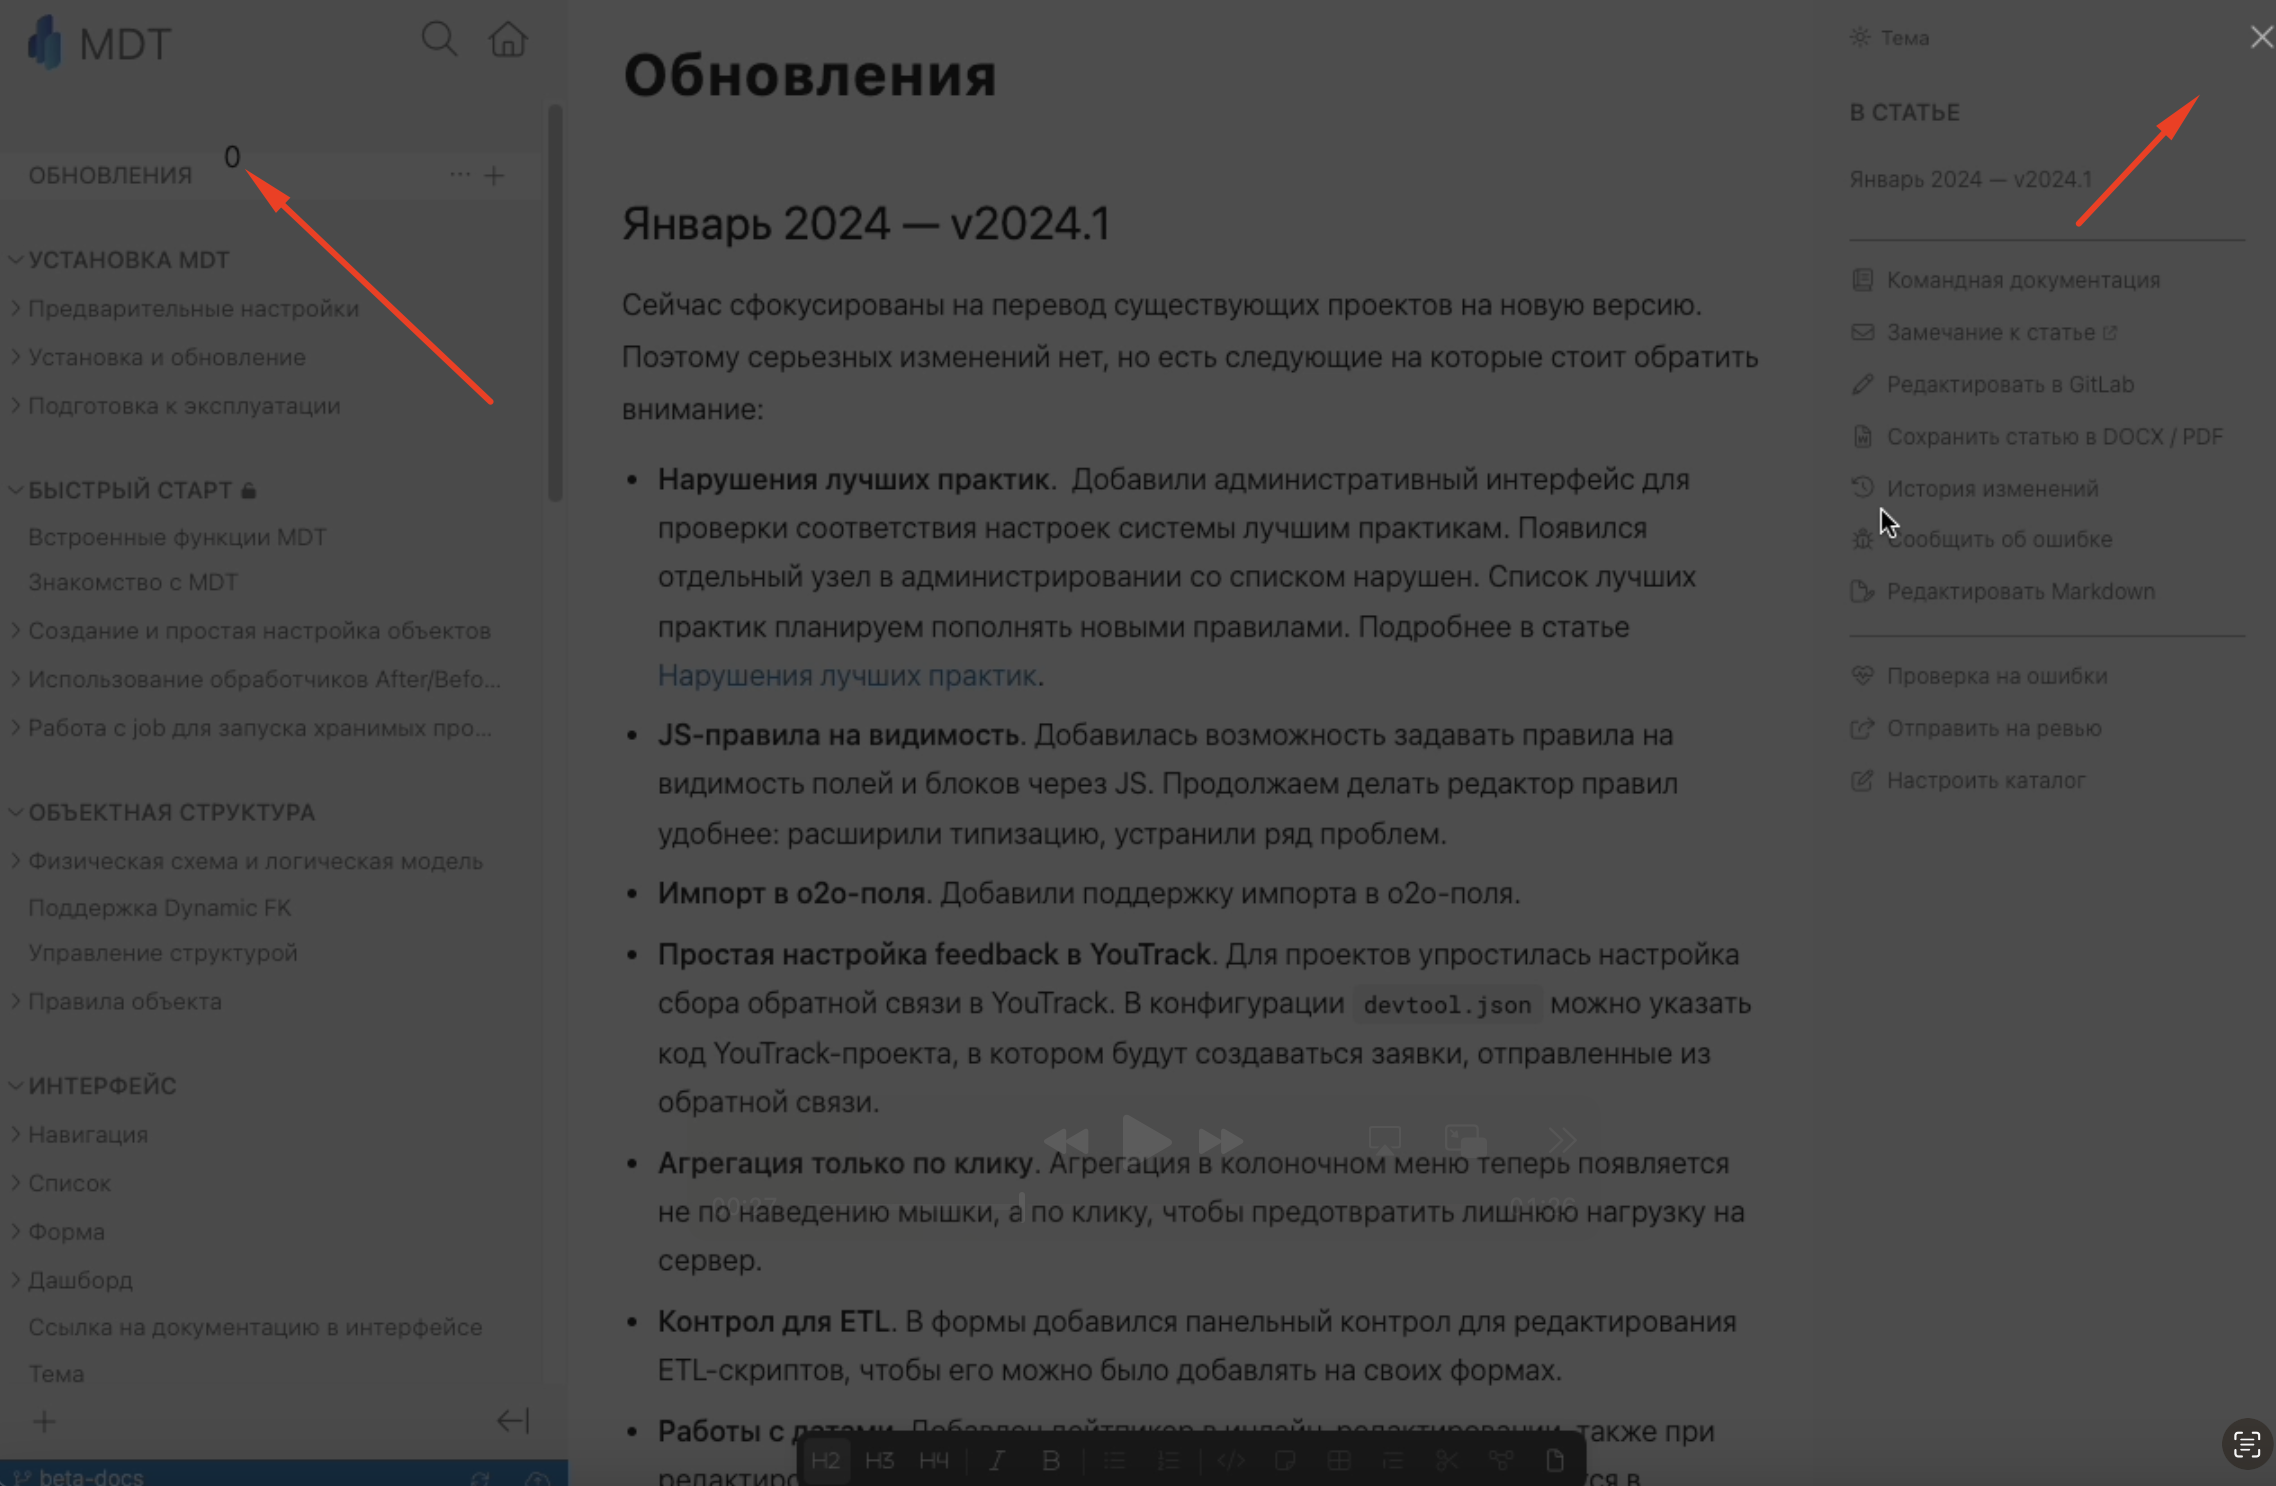 MDT
0
ОБНОВЛЕНИЯ
УСТАНОВКА MDT
Предварительные настройки
Установка и обновление
Подготовка к эксплуатации
БЫСТРЫЙ СТАРТ
Встроенные функции MDT
Знакомство с MDT
Создание и простая настройка объектов
Использование обработчиков After/Befo...
Работа с job для запуска хранимых про...
ОБЪЕКТНАЯ СТРУКТУРА
Физическая схема и логическая модель
Поддержка Dynamic FK
Управление структурой
Правила объекта
ИНТЕРФЕЙС
Навигация
Список
Форма
Дашборд
Ссылка на документацию в интерфейсе
Тема
beta-docs
Обновления
Январь 2024 — v2024.1
Сейчас сфокусированы на перевод существующих проектов на новую версию.
Поэтому серьезных изменений нет, но есть следующие на которые стоит обратить
внимание:
• Нарушения лучших практик. Добавили административный интерфейс для
проверки соответствия настроек системы лучшим практикам. Появился
отдельный узел в администрировании со списком нарушен. Список лучших
практик планируем пополнять новыми правилами. Подробнее в статье
Нарушения лучших практик.
• JS-правила на видимость. Добавилась возможность задавать правила на
видимость полей и блоков через JS. Продолжаем делать редактор правил
удобнее: расширили типизацию, устранили ряд проблем.
• Импорт в о2о-поля. Добавили поддержку импорта в о2о-поля.
• Простая настройка feedback в YouTrack. Для проектов упростилась настройка
сбора обратной связи в YouTrack. В конфигурации devtool.json можно указать
код YouTrack-проекта, в котором будут создаваться заявки, отправленные из
обратной связи.
• Агрегация только по клику. Агрегация в колоночном меню теперь появляется
не по наведению мышки, а по клику, чтобы предотвратить лишнюю нагрузку на
сервер.
• Контрол для ETL. В формы добавился панельный контрол для редактирования
ETL-скриптов, чтобы его можно было добавлять на своих формах.
• Работы с датами. Добавлен дейтпикер в инлайн-редактировании, также при
H2 H3 H4 I B
Тема
В СТАТЬЕ
Январь 2024 — v2024.1
Командная документация
Замечание к статье
Редактировать в GitLab
Сохранить статью в DOCX / PDF
История изменений
Сообщить об ошибке
Редактировать Markdown
Проверка на ошибки
Отправить на ревью
Настроить каталог